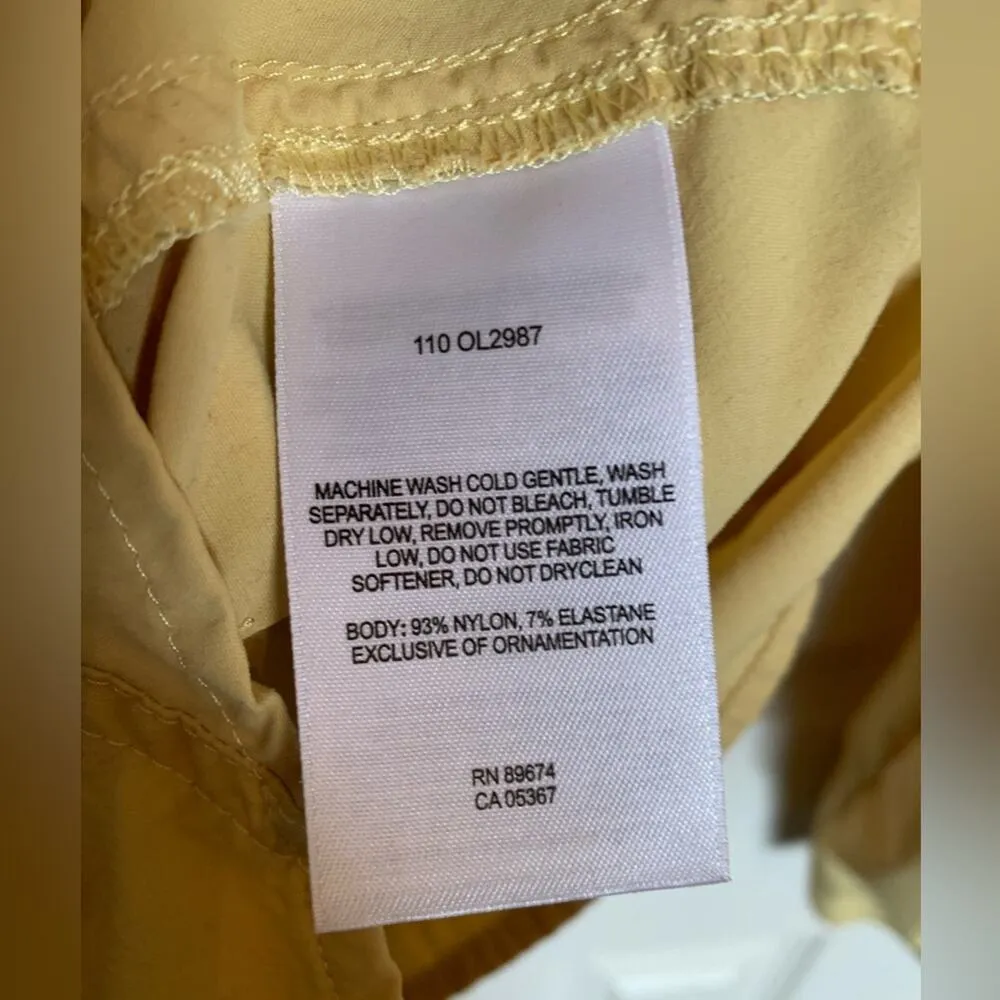 110 OL2987
MACHINE WASH COLD GENTLE, WASH
SEPARATELY, DO NOT BLEACH, TUMBLE
DRY LOW, REMOVE PROMPTLY, IRON
LOW, DO NOT USE FABRIC
SOFTENER, DO NOT DRYCLEAN
BODY: 93% NYLON, 7% ELASTANE
EXCLUSIVE OF ORNAMENTATION
RN 89674
CA 05367